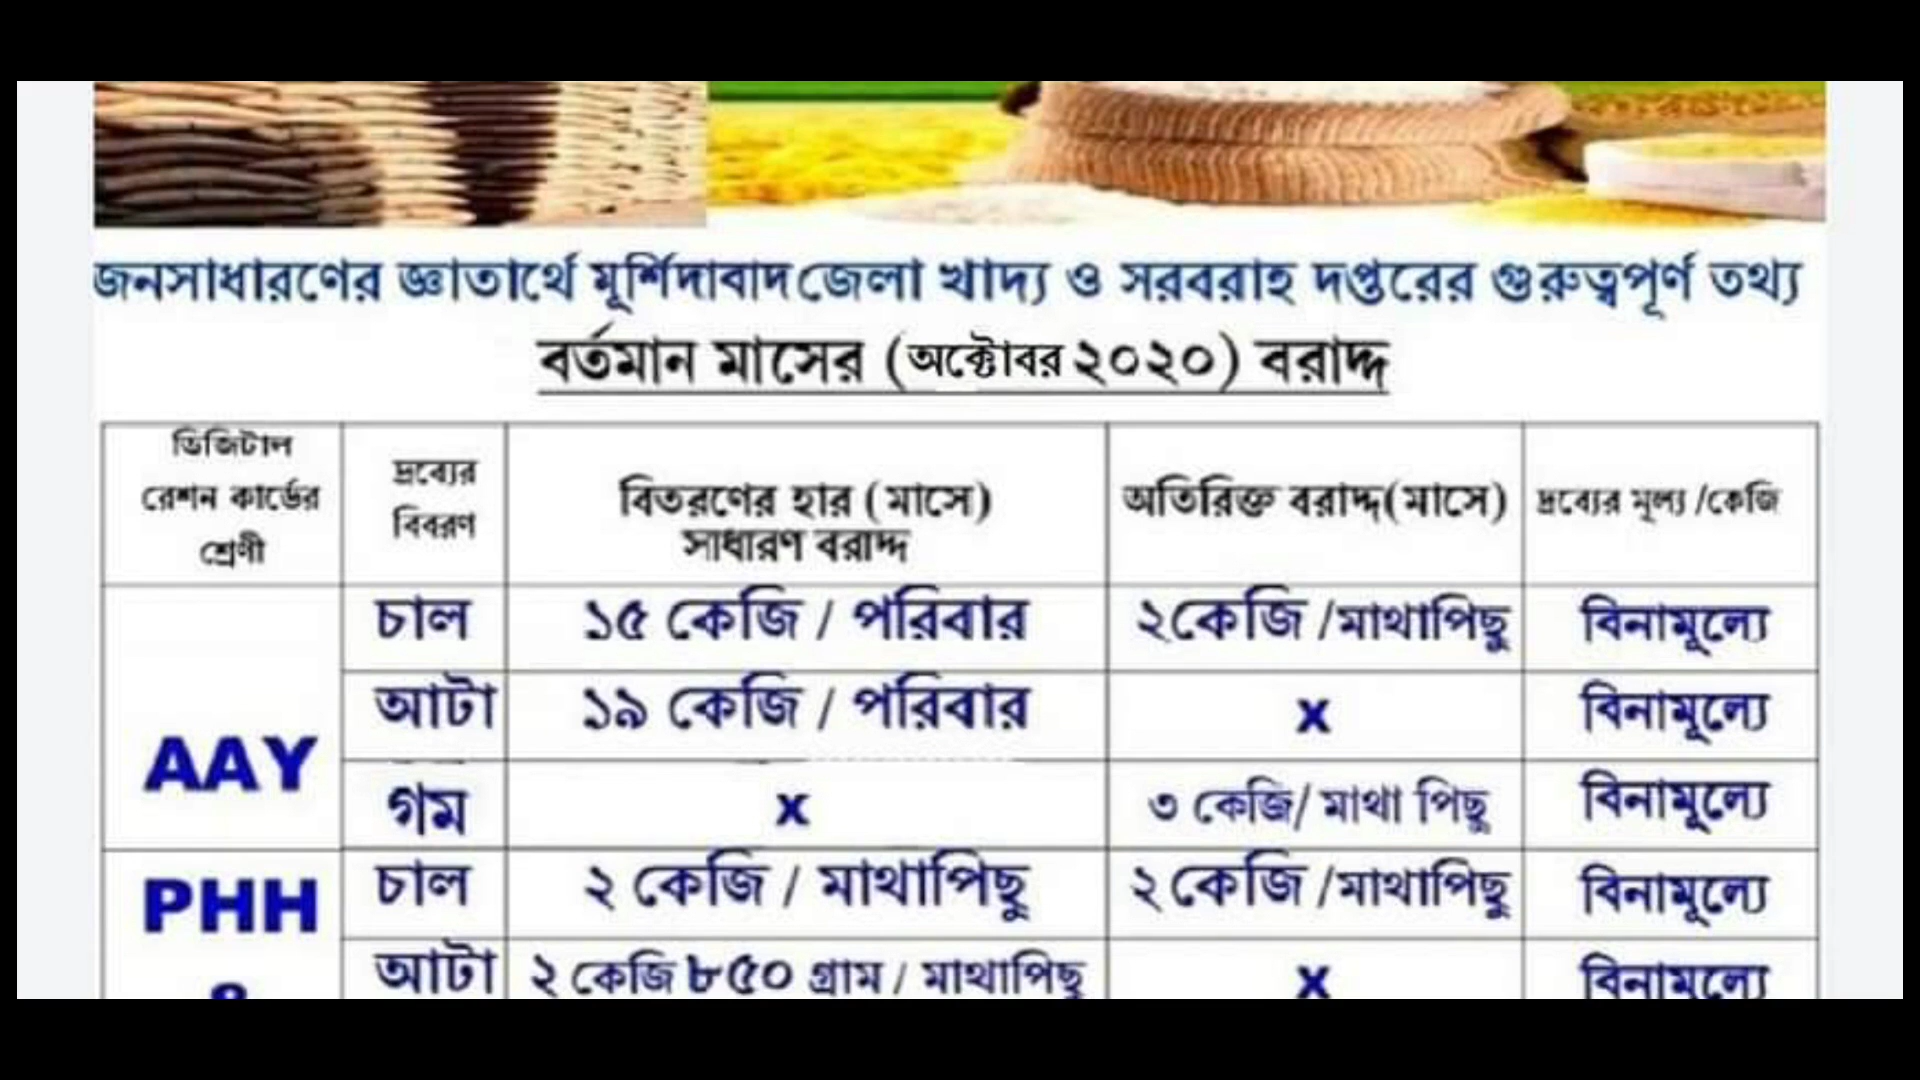 জনসাধারণের জ্ঞাতার্থে মূর্শিদাবাদ জেলা খাদ্য ও সরবরাহ দপ্তরের গুরুত্বপূর্ণ তথ্য
বর্তমান মাসের (অক্টোবর ২০২০) বরাদ্দ
ডিজিটাল রেশন কার্ডের শ্রেণী | দ্রব্যের বিবরণ | বিতরণের হার (মাসে) সাধারণ বরাদ্দ | অতিরিক্ত বরাদ্দ(মাসে) | দ্রব্যের মূল্য /কেজি
AAY | চাল | ১৫ কেজি / পরিবার | ২কেজি /মাথাপিছু | বিনামূল্যে
আটা | ১৯ কেজি / পরিবার | x | বিনামূল্যে
গম | x | ৩ কেজি/ মাথা পিছু | বিনামূল্যে
PHH | চাল | ২ কেজি / মাথাপিছু | ২ কেজি /মাথাপিছু | বিনামূল্যে
আটা | ২ কেজি ৮৫০ গ্রাম / মাথাপিছু | x | বিনামূল্যে